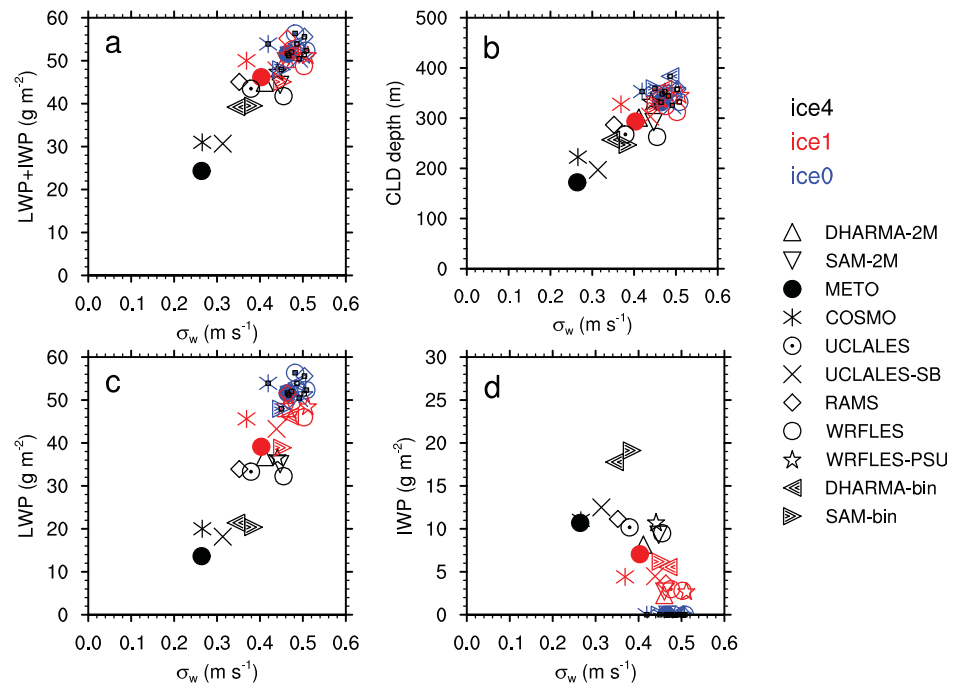 a
LWP+IWP (g m⁻²)
60
50
40
30
20
10
0
0.0 0.1 0.2 0.3 0.4 0.5 0.6
σw (m s⁻¹)
b
CLD depth (m)
500
400
300
200
100
0
0.0 0.1 0.2 0.3 0.4 0.5 0.6
σw (m s⁻¹)
c
LWP (g m⁻²)
60
50
40
30
20
10
0
0.0 0.1 0.2 0.3 0.4 0.5 0.6
σw (m s⁻¹)
d
IWP (g m⁻²)
30
25
20
15
10
5
0
0.0 0.1 0.2 0.3 0.4 0.5 0.6
σw (m s⁻¹)
ice4
ice1
ice0
DHARMA-2M
SAM-2M
METO
COSMO
UCLALES
UCLALES-SB
RAMS
WRFLES
WRFLES-PSU
DHARMA-bin
SAM-bin